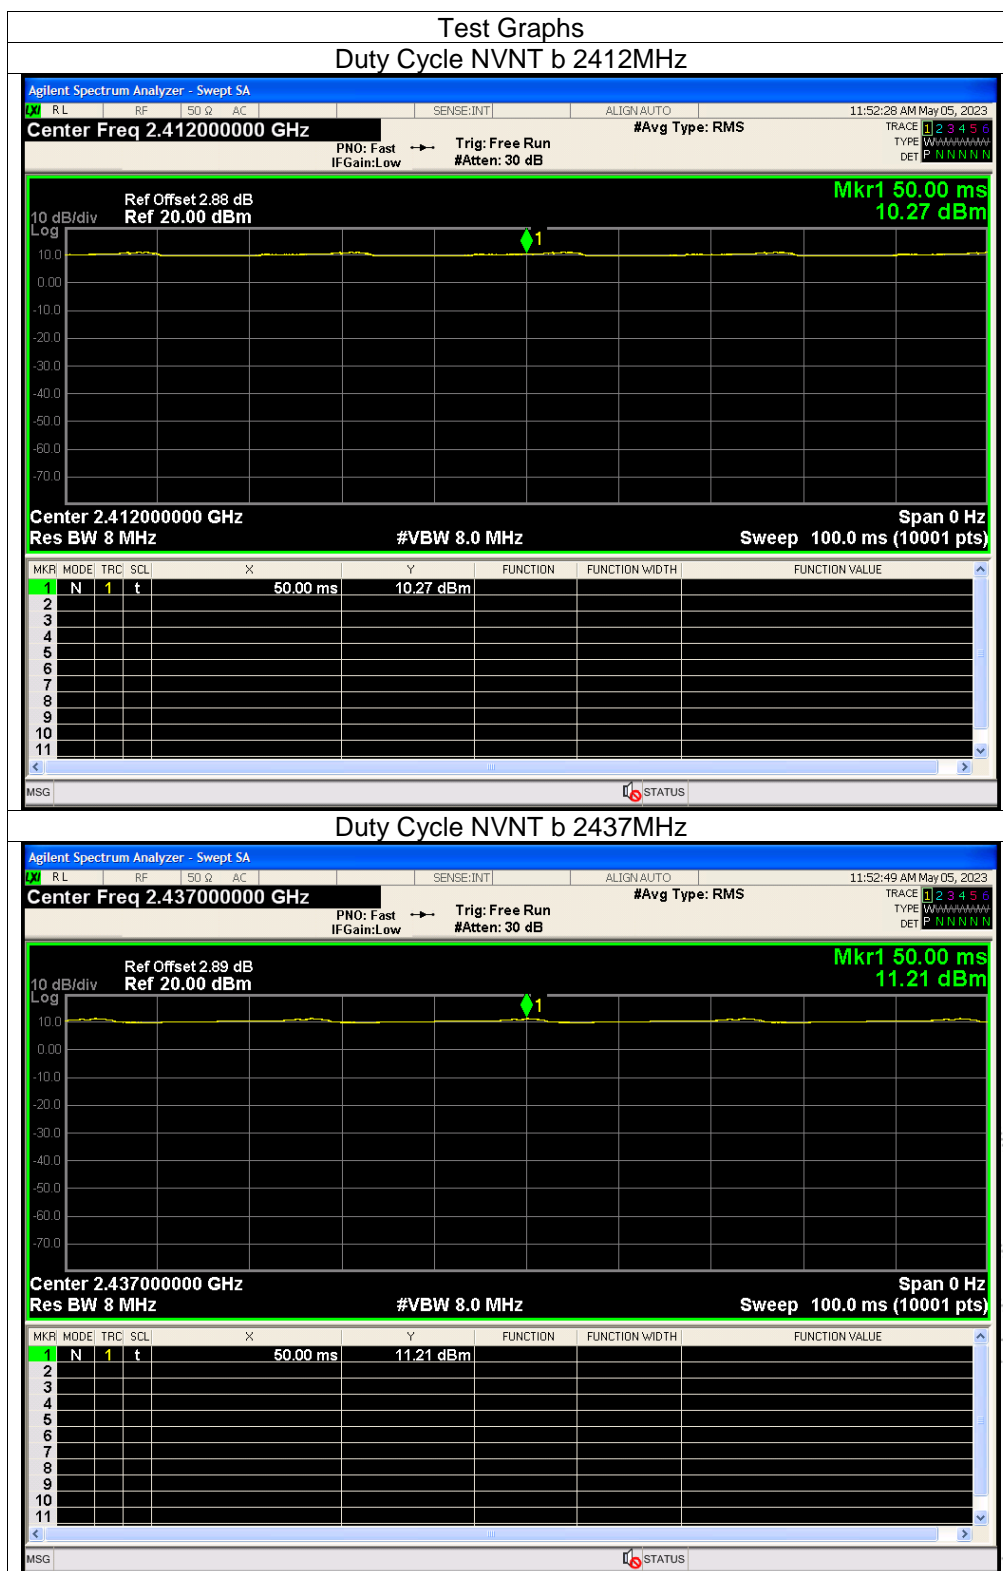 Test Graphs
Duty Cycle NVNT b 2412MHz
Agilent Spectrum Analyzer - Swept SA
LXI RL RF 50 Ω AC SENSE:INT ALIGN AUTO 11:52:28 AM May 05, 2023
Center Freq 2.412000000 GHz #Avg Type: RMS TRACE 1 2 3 4 5 6
PNO: Fast Trig: Free Run TYPE W
IFGain:Low #Atten: 30 dB DET P N N N N N
Mkr1 50.00 ms
Ref Offset 2.88 dB
10 dB/div Ref 20.00 dBm 10.27 dBm
Log
1
10.0
0.00
-10.0
-20.0
-30.0
-40.0
-50.0
-60.0
-70.0
Center 2.412000000 GHz Span 0 Hz
Res BW 8 MHz #VBW 8.0 MHz Sweep 100.0 ms (10001 pts)
MKR MODE TRC SCL X Y FUNCTION FUNCTION WIDTH FUNCTION VALUE
1 N 1 t 50.00 ms 10.27 dBm
2
3
4
5
6
7
8
9
10
11
MSG STATUS
Duty Cycle NVNT b 2437MHz
Agilent Spectrum Analyzer - Swept SA
LXI RL RF 50 Ω AC SENSE:INT ALIGN AUTO 11:52:49 AM May 05, 2023
Center Freq 2.437000000 GHz #Avg Type: RMS TRACE 1 2 3 4 5 6
PNO: Fast Trig: Free Run TYPE W
IFGain:Low #Atten: 30 dB DET P N N N N N
Mkr1 50.00 ms
Ref Offset 2.89 dB
10 dB/div Ref 20.00 dBm 11.21 dBm
Log
1
10.0
0.00
-10.0
-20.0
-30.0
-40.0
-50.0
-60.0
-70.0
Center 2.437000000 GHz Span 0 Hz
Res BW 8 MHz #VBW 8.0 MHz Sweep 100.0 ms (10001 pts)
MKR MODE TRC SCL X Y FUNCTION FUNCTION WIDTH FUNCTION VALUE
1 N 1 t 50.00 ms 11.21 dBm
2
3
4
5
6
7
8
9
10
11
MSG STATUS